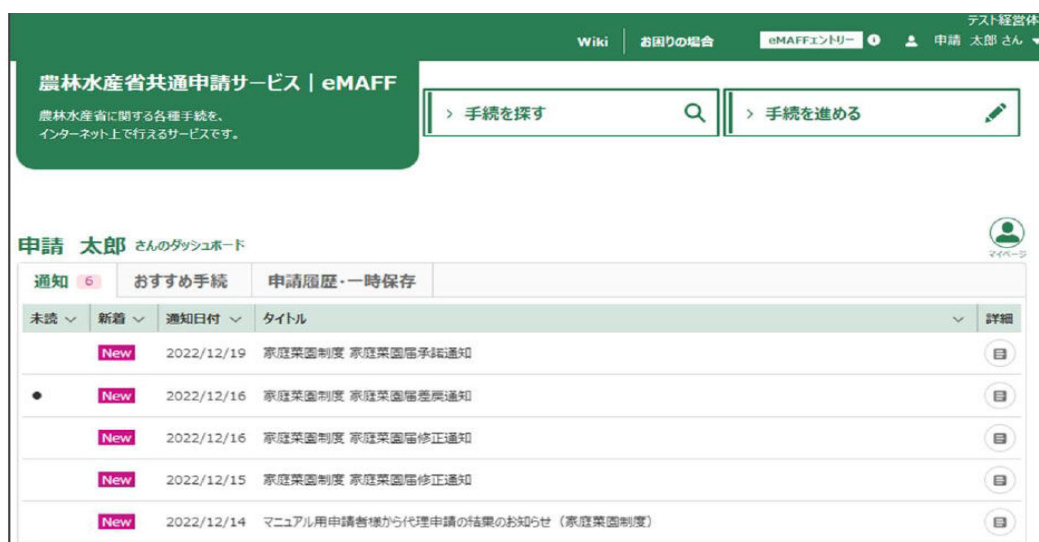 テスト経営体
Wiki お困りの場合 eMAFFエントリー 申請 太郎 さん
農林水産省共通申請サービス | eMAFF
農林水産省に関する各種手続を、
インターネット上で行えるサービスです。
手続を探す 手続を進める
申請 太郎 さんのダッシュボード
マイページ
通知 6 おすすめ手続 申請履歴・一時保存
未読 新着 通知日付 タイトル 詳細
New 2022/12/19 家庭菜園制度 家庭菜園届承諾通知
New 2022/12/16 家庭菜園制度 家庭菜園届差戻通知
New 2022/12/16 家庭菜園制度 家庭菜園届修正通知
New 2022/12/15 家庭菜園制度 家庭菜園届修正通知
New 2022/12/14 マニュアル用申請者様から代理申請の結果のお知らせ（家庭菜園制度）